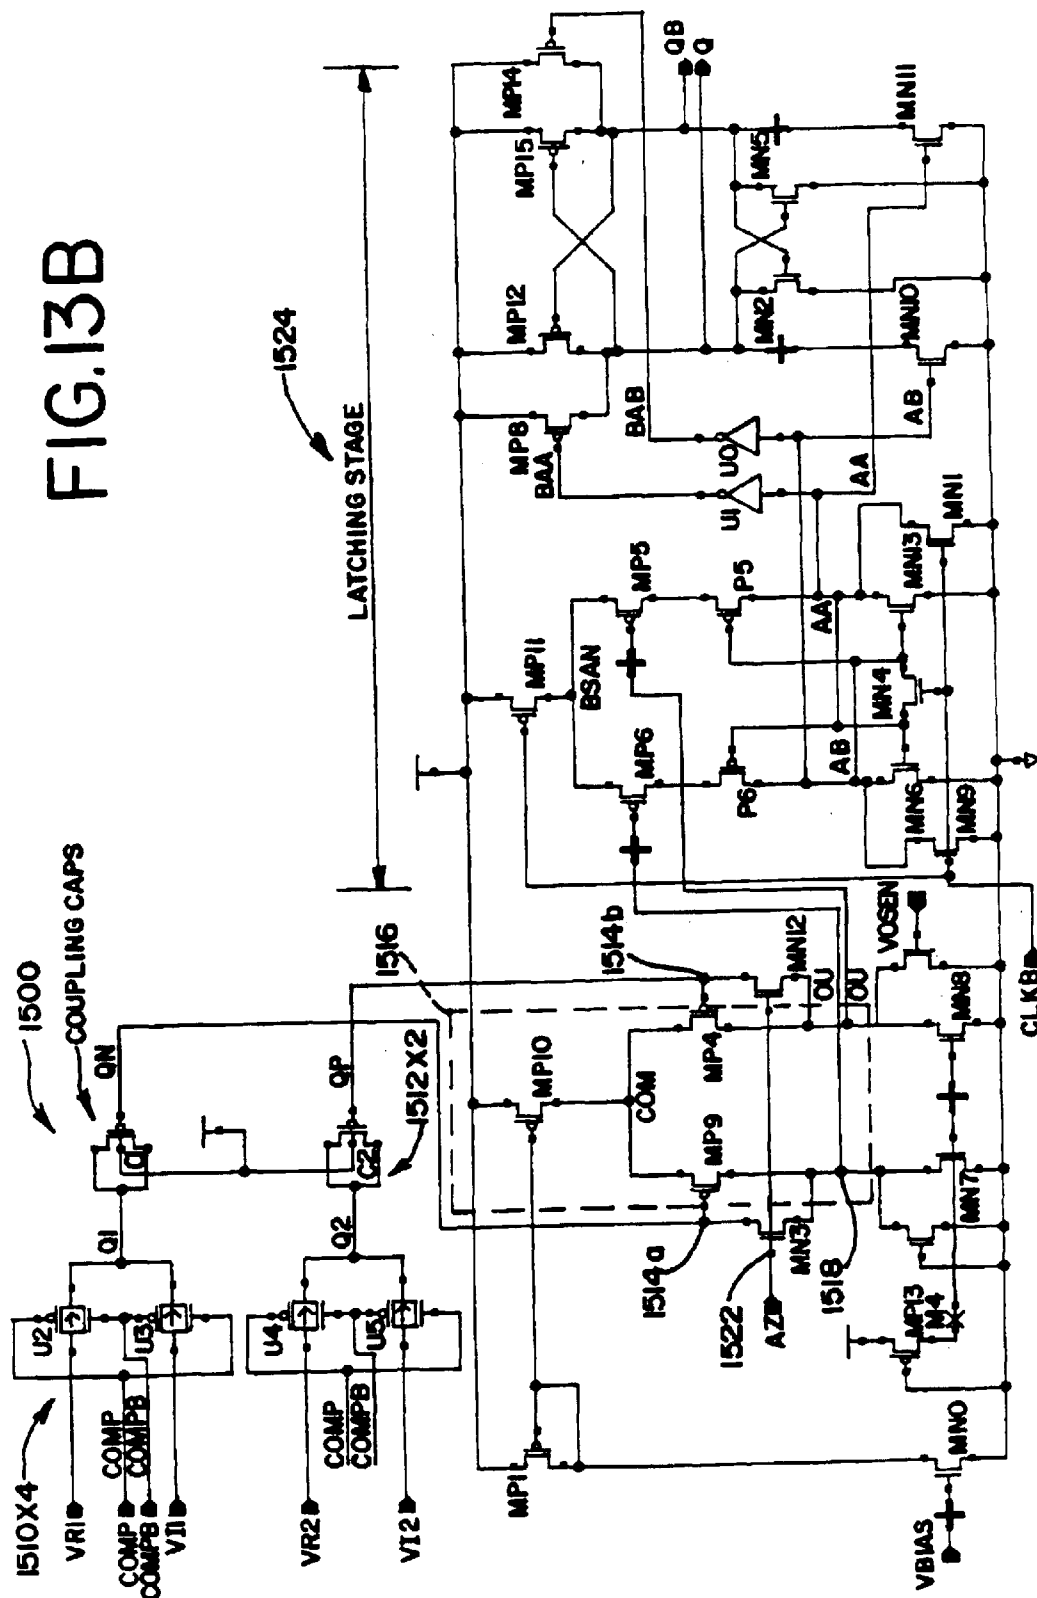 FIG.13B
1500
COUPLING CAPS
1510X4
U2
U3
Q1
C1
QN
VR1
COMP
COMPB
COMP
COMPB
VI1
U4
U5
Q2
C2
QP
1512X2
VR2
COMP
COMPB
VI2
LATCHING STAGE
1524
1516
1514a
1514b
1518
1522
MP1
MP10
COM
MP9
MP4
MN3
MN12
AZ
OU
OU
VOSEN
MP13
M4
MN7
MN8
MN0
VBIAS
CLKB
MP11
BSAN
MP6
MP5
P6
P5
AB
AA
MN4
MN6
MN9
MN13
MN1
MP8
BAA
BAB
MP12
MP15
MP14
U1
U0
AA
AB
MN2
MN5
MN10
MN11
QB
Q